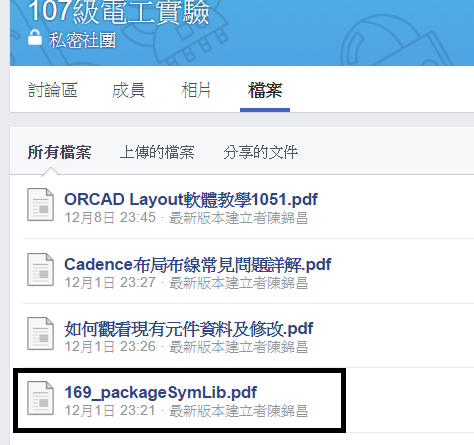 107級電工實驗
私密社團
討論區 成員 相片 檔案
所有檔案 上傳的檔案 分享的文件
ORCAD Layout軟體教學1051.pdf
12月8日 23:45 · 最新版本建立者陳錦昌
Cadence布局布線常見問題詳解.pdf
12月1日 23:27 · 最新版本建立者陳錦昌
如何觀看現有元件資料及修改.pdf
12月1日 23:26 · 最新版本建立者陳錦昌
169_packageSymLib.pdf
12月1日 23:21 · 最新版本建立者陳錦昌